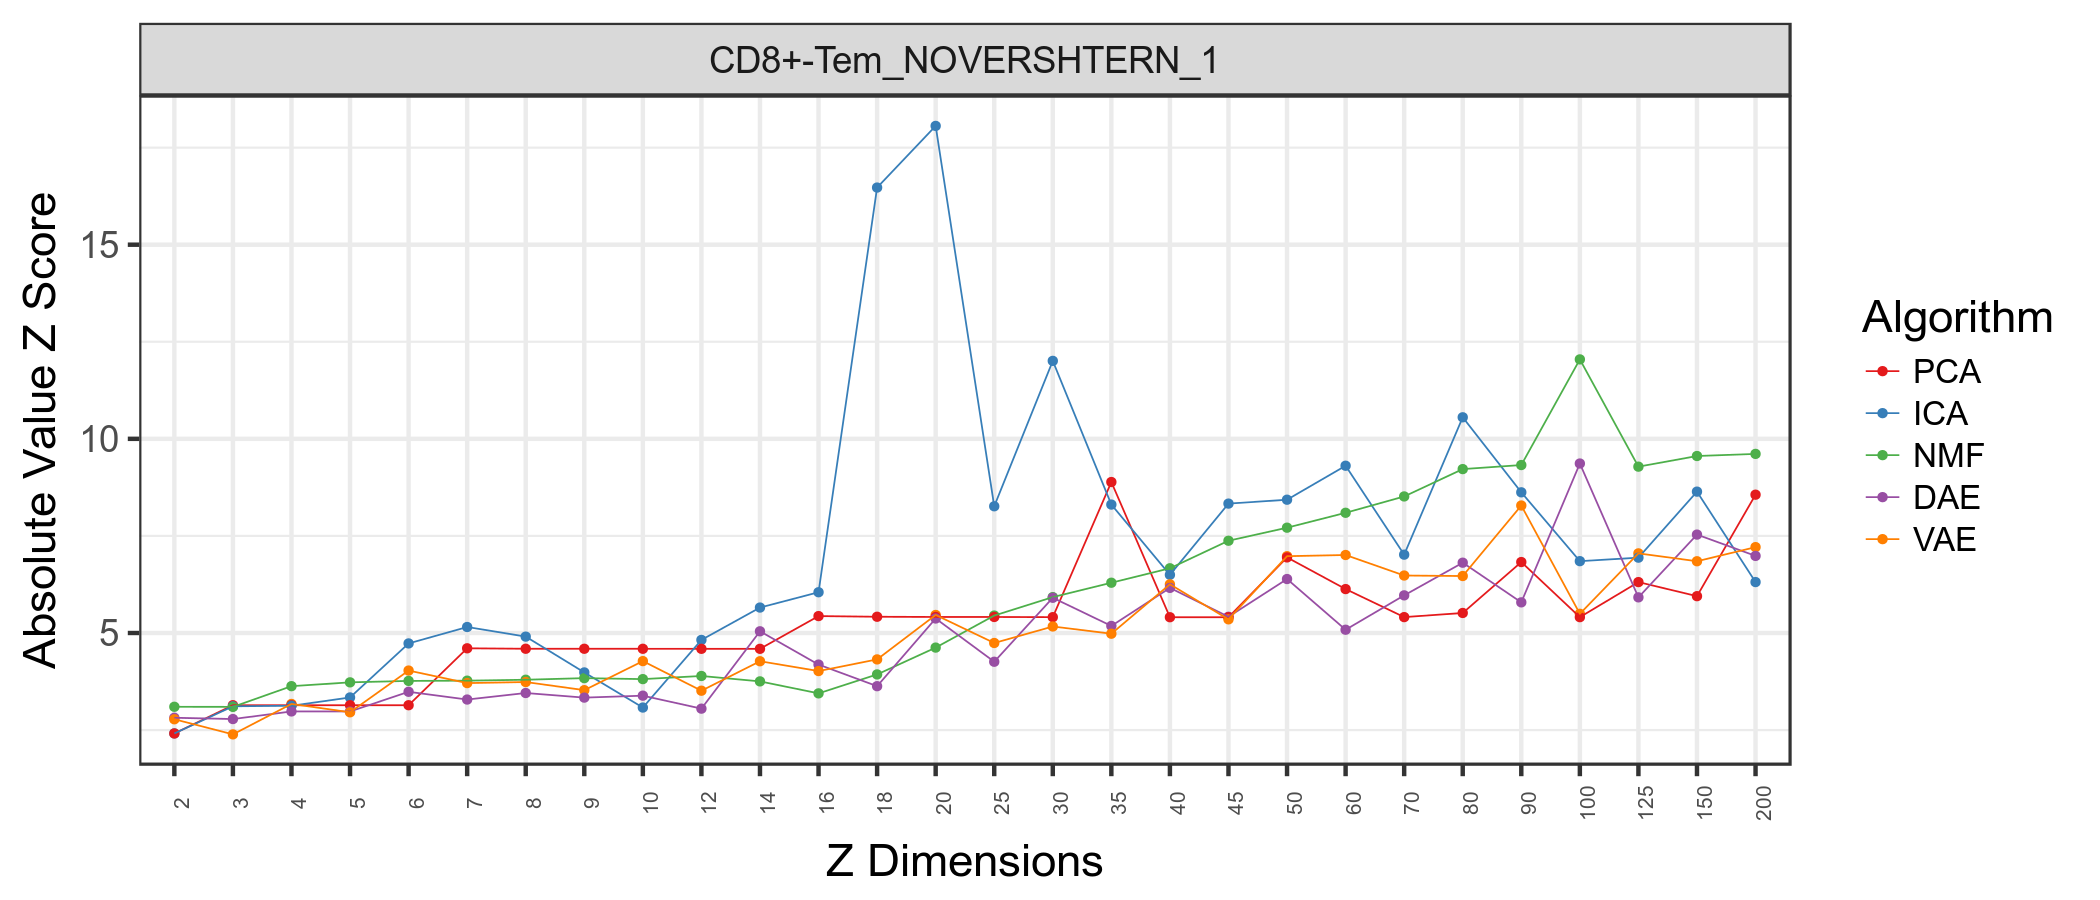 CD8+-Tem_NOVERSHTERN_1
Absolute Value Z Score
15
10
5
2 3 4 5 6 7 8 9 10 12 14 16 18 20 25 30 35 40 45 50 60 70 80 90 100 125 150 200
Z Dimensions
Algorithm
PCA
ICA
NMF
DAE
VAE